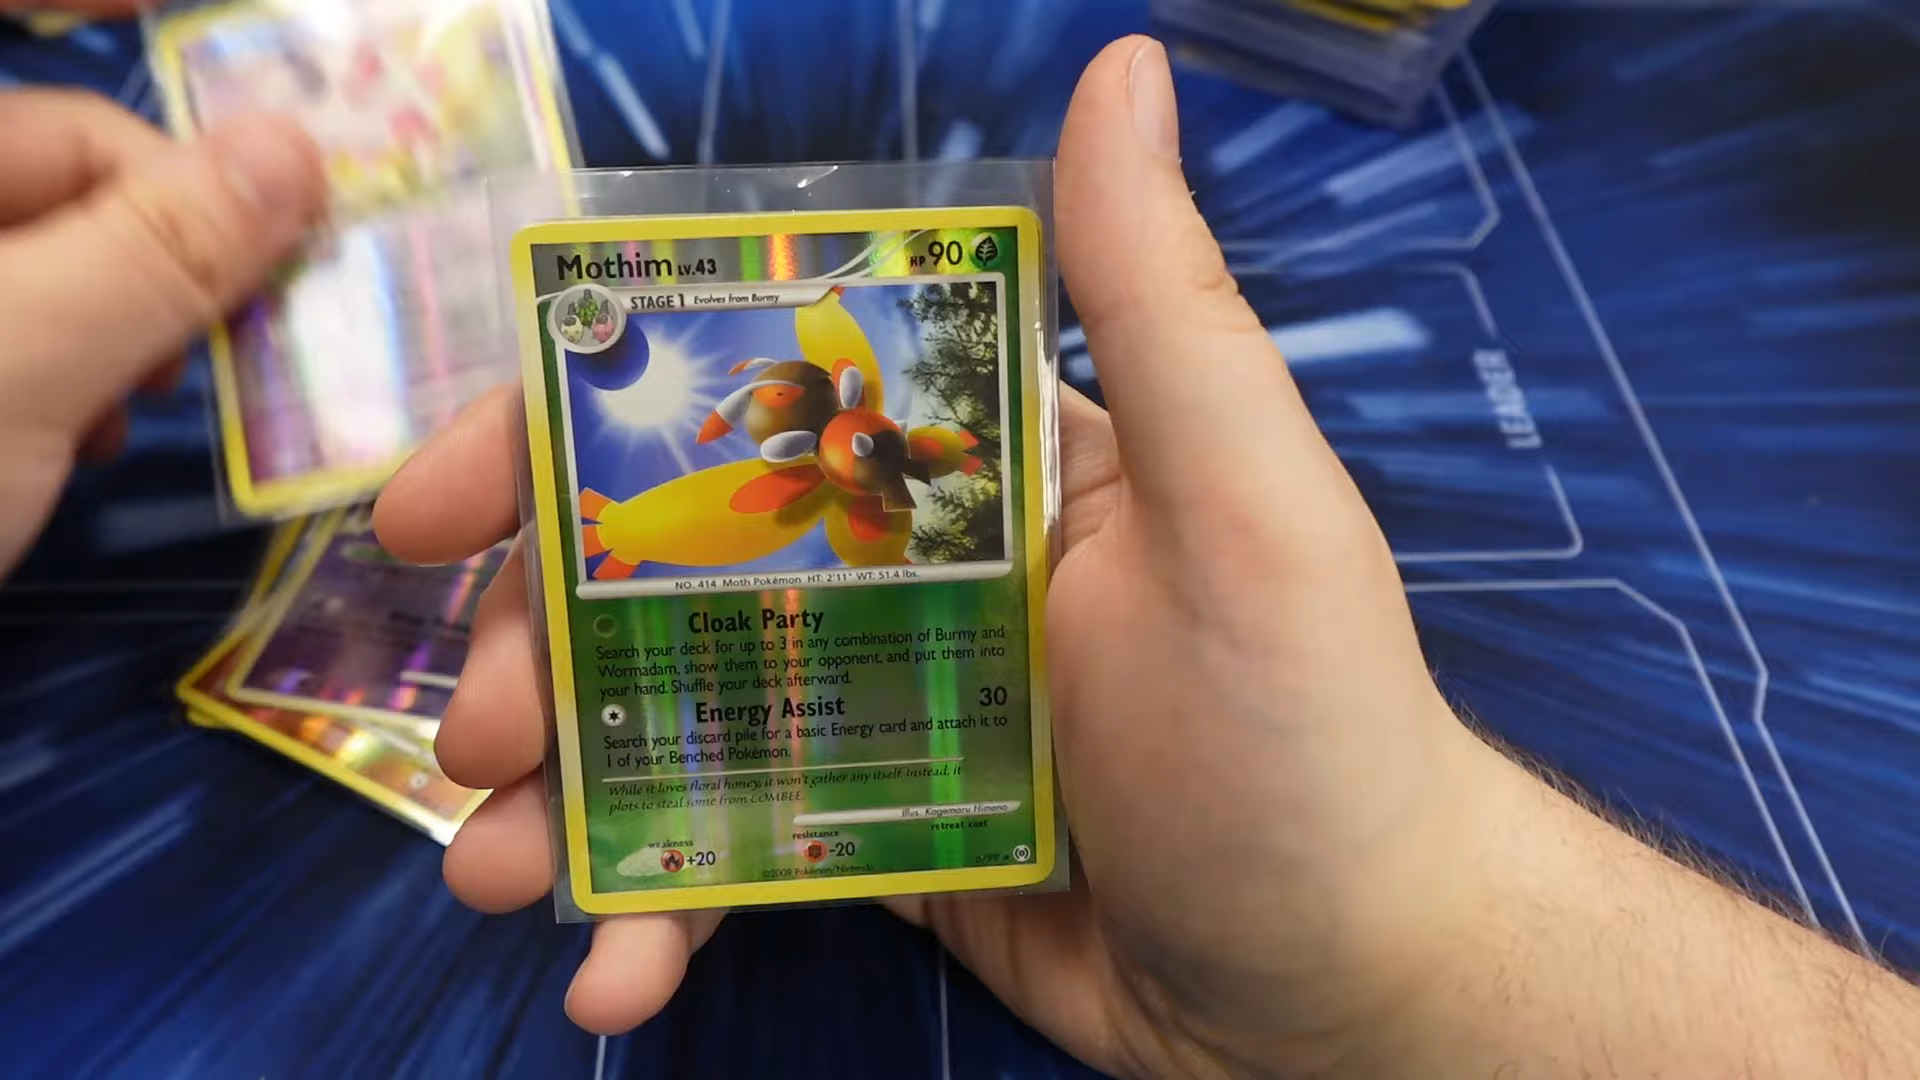 Mothim LV.43
HP 90
STAGE 1 Evolves from Burmy
NO. 414 Moth Pokémon HT: 2'11" WT: 51.4 lbs.
Cloak Party
Search your deck for up to 3 in any combination of Burmy and
Wormadam, show them to your opponent, and put them into
your hand. Shuffle your deck afterward.
Energy Assist 30
Search your discard pile for a basic Energy card and attach it to
1 of your Benched Pokémon.
While it loves floral honey, it won't gather any itself. Instead, it
plots to steal some from COMBEE.
Illus. Kagemaru Himeno
weakness
+20
resistance
-20
retreat cost
©2009 Pokémon/Nintendo
LEADER